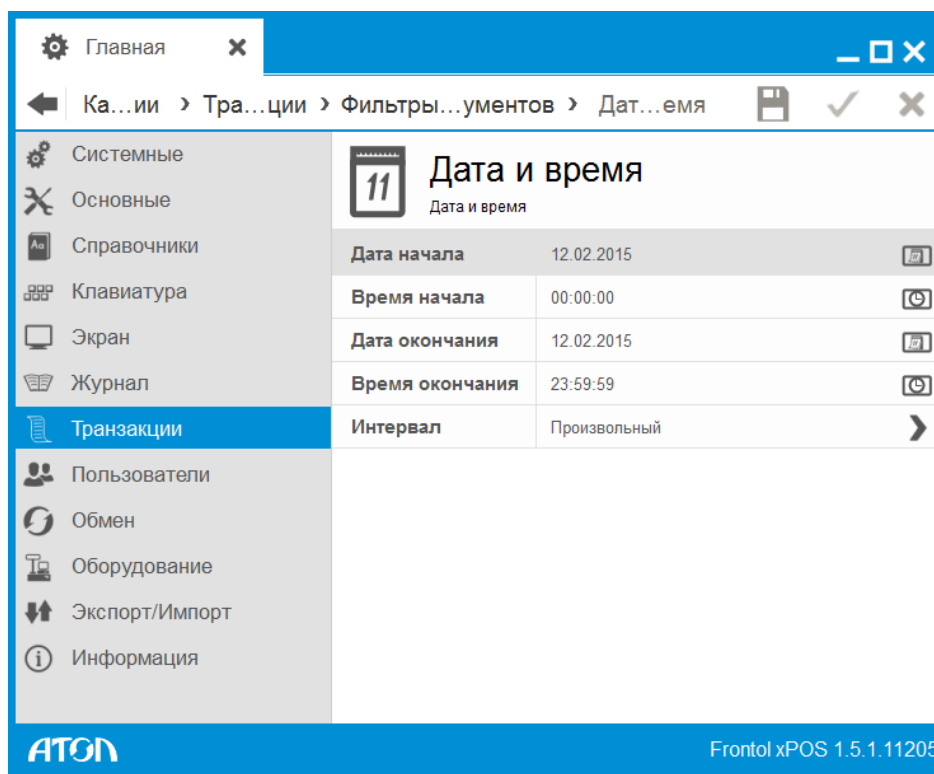 Главная
Ка...ии › Тра...ции › Фильтры...ументов › Дат...емя
Системные
Основные
Справочники
Клавиатура
Экран
Журнал
Транзакции
Пользователи
Обмен
Оборудование
Экспорт/Импорт
Информация
11
Дата и время
Дата и время
Дата начала 12.02.2015
Время начала 00:00:00
Дата окончания 12.02.2015
Время окончания 23:59:59
Интервал Произвольный
Aa
АТОЛ
Frontol xPOS 1.5.1.11205